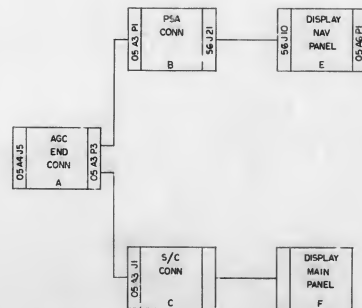 05 A3 P1
PSA
CONN
B
56 J21
56 J10
DISPLAY
NAV
PANEL
E
05 A6 P1
05 A4 J5
AGC
END
CONN
A
05 A3 P3
05 A3 J1
S/C
CONN
C
DISPLAY
MAIN
PANEL
F